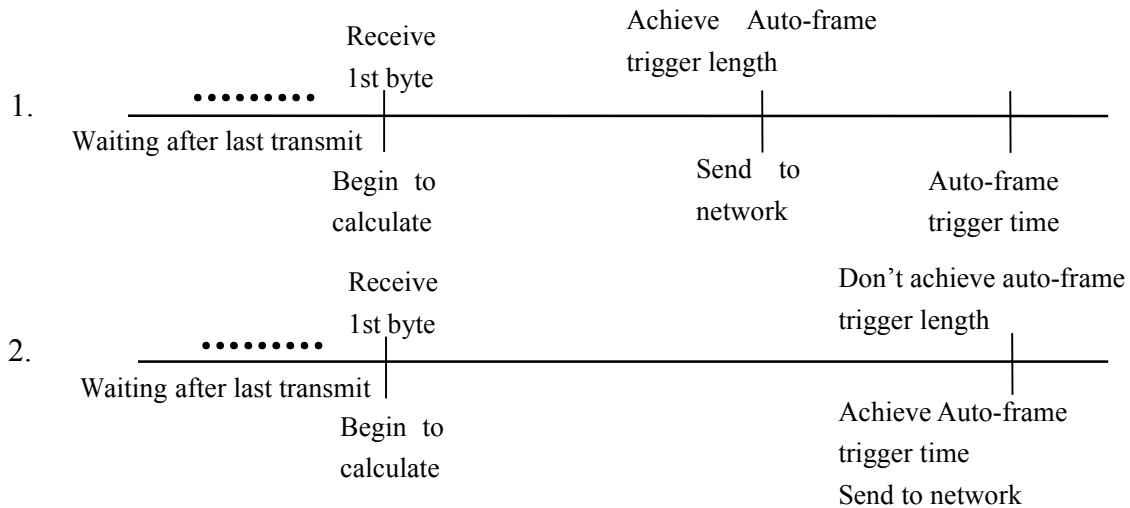 Receive
1st byte
Achieve Auto-frame
trigger length
1.
Waiting after last transmit
Begin to
calculate
Send to
network
Auto-frame
trigger time
Receive
1st byte
Don’t achieve auto-frame
trigger length
2.
Waiting after last transmit
Begin to
calculate
Achieve Auto-frame
trigger time
Send to network